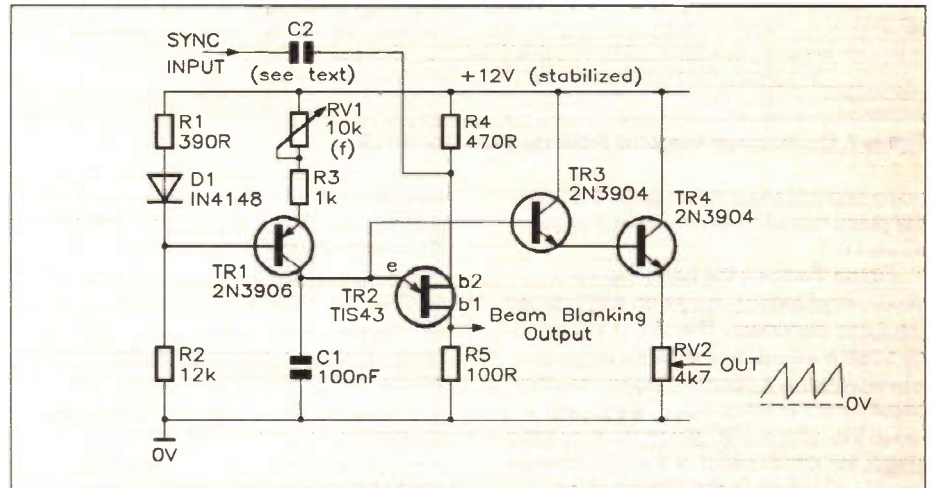 SYNC
INPUT
C2
(see text)
+12V (stabilized)
R1
390R
RV1
10k
(f)
R4
470R
D1
IN4148
R3
1k
TR3
2N3904
TR4
2N3904
TR1
2N3906
e
TR2
TIS43
b2
b1
Beam Blanking
Output
R2
12k
C1
100nF
R5
100R
RV2
4k7
OUT
0V
0V